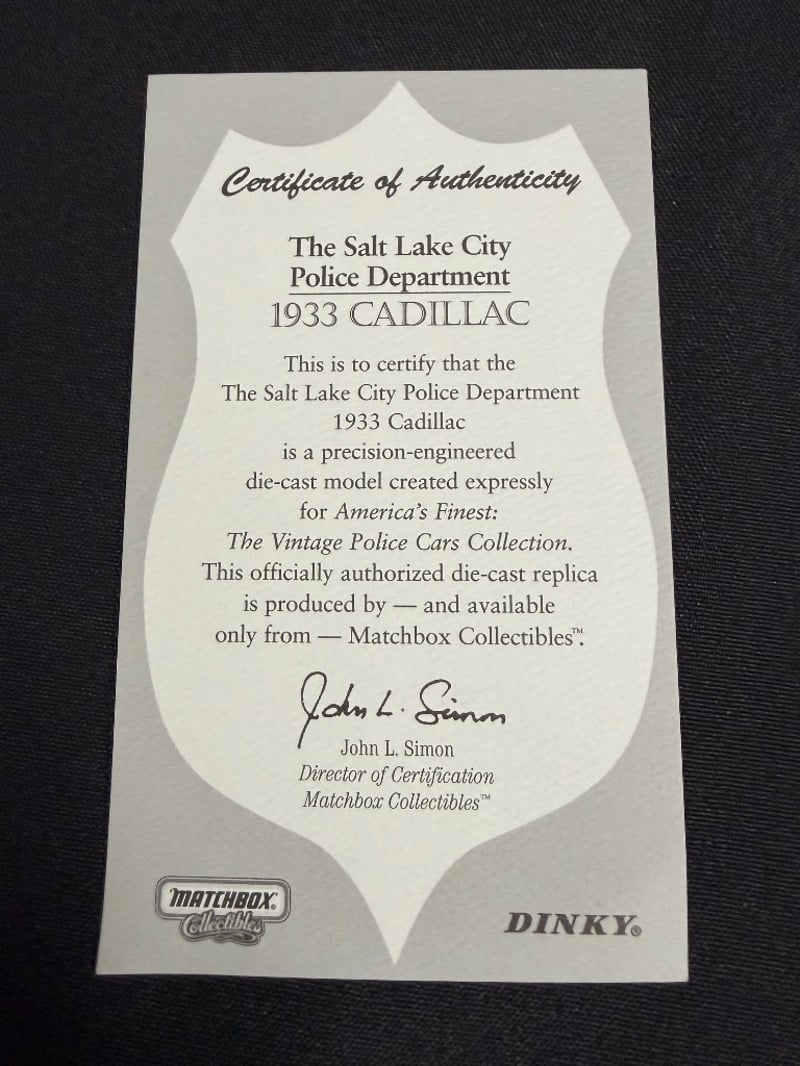 Certificate of Authenticity
The Salt Lake City
Police Department
1933 CADILLAC
This is to certify that the
The Salt Lake City Police Department
1933 Cadillac
is a precision-engineered
die-cast model created expressly
for America's Finest:
The Vintage Police Cars Collection.
This officially authorized die-cast replica
is produced by — and available
only from — Matchbox Collectibles™.
John L. Simon
John L. Simon
Director of Certification
Matchbox Collectibles™
MATCHBOX®
Collectibles
DINKY®